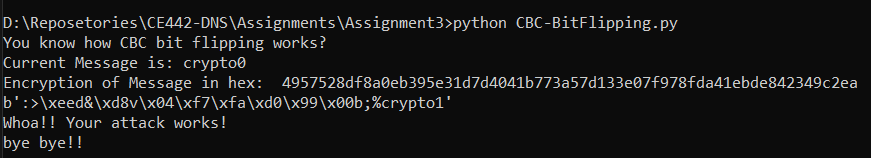 D:\Reposetories\CE442-DNS\Assignments\Assignment3>python CBC-BitFlipping.py
You know how CBC bit flipping works?
Current Message is: crypto0
Encryption of Message in hex:  4957528df8a0eb395e31d7d4041b773a57d133e07f978fda41ebde842349c2ea
b':>\xeed&\xd8v\x04\xf7\xfa\xd0\x99\x00b;%crypto1'
Whoa!! Your attack works!
bye bye!!